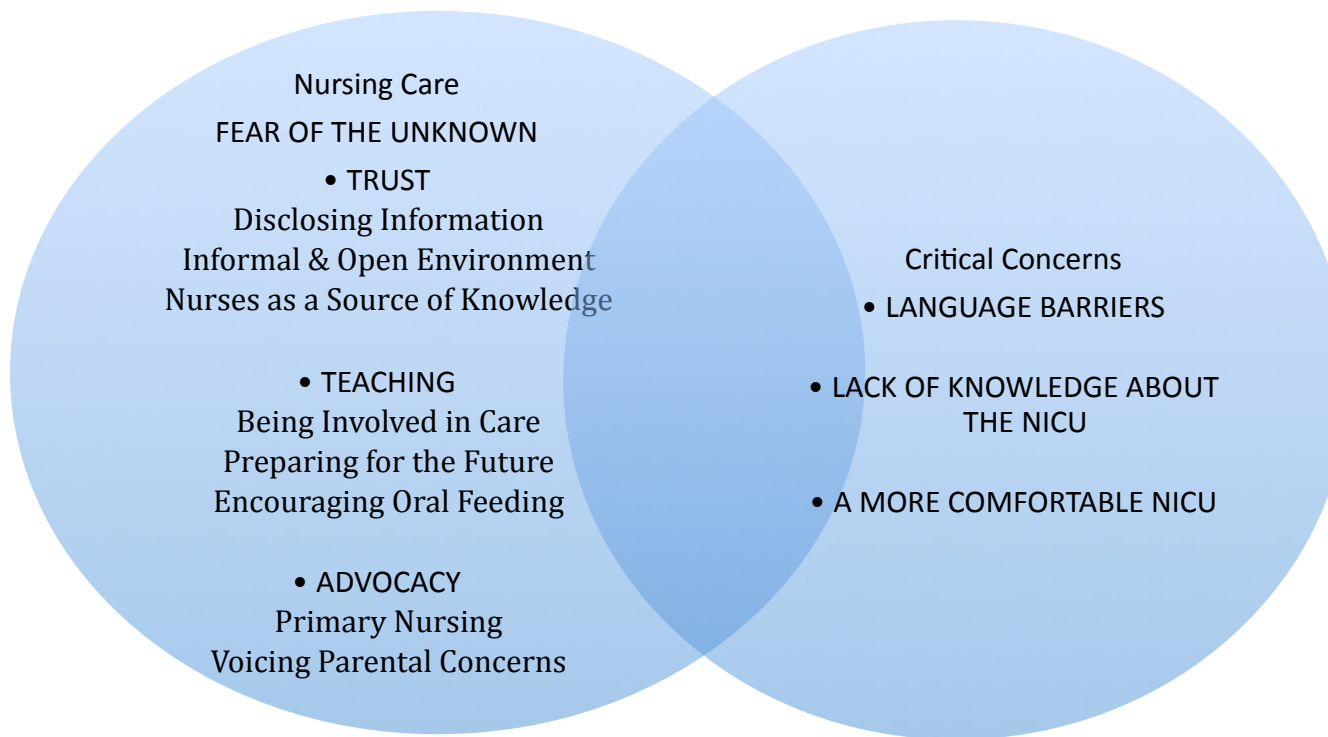 Nursing Care
FEAR OF THE UNKNOWN
• TRUST
Disclosing Information
Informal & Open Environment
Nurses as a Source of Knowledge
• TEACHING
Being Involved in Care
Preparing for the Future
Encouraging Oral Feeding
• ADVOCACY
Primary Nursing
Voicing Parental Concerns
Critical Concerns
• LANGUAGE BARRIERS
• LACK OF KNOWLEDGE ABOUT
THE NICU
• A MORE COMFORTABLE NICU